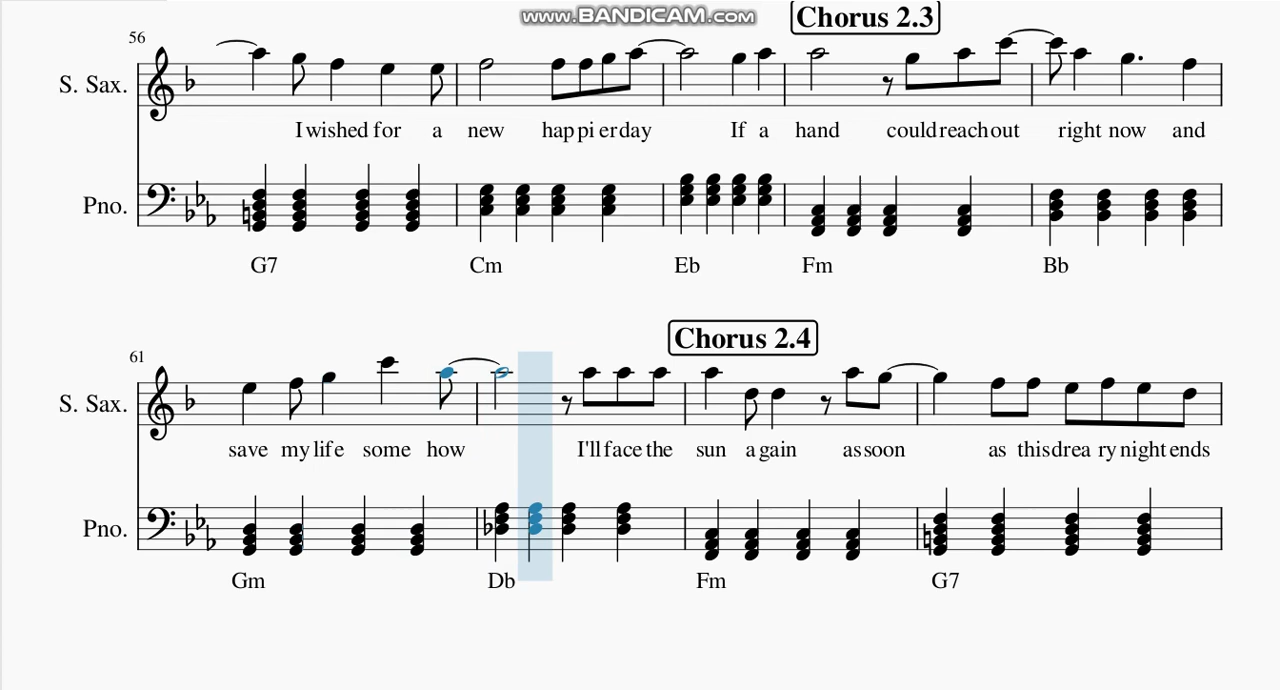 www.BANDICAM.com
Chorus 2.3
56
S. Sax.
I wished for a new hap pi er day If a hand could reach out right now and
Pno.
G7 Cm Eb Fm Bb
Chorus 2.4
61
S. Sax.
save my life some how I'll face the sun a gain as soon as this drea ry night ends
Pno.
Gm Db Fm G7